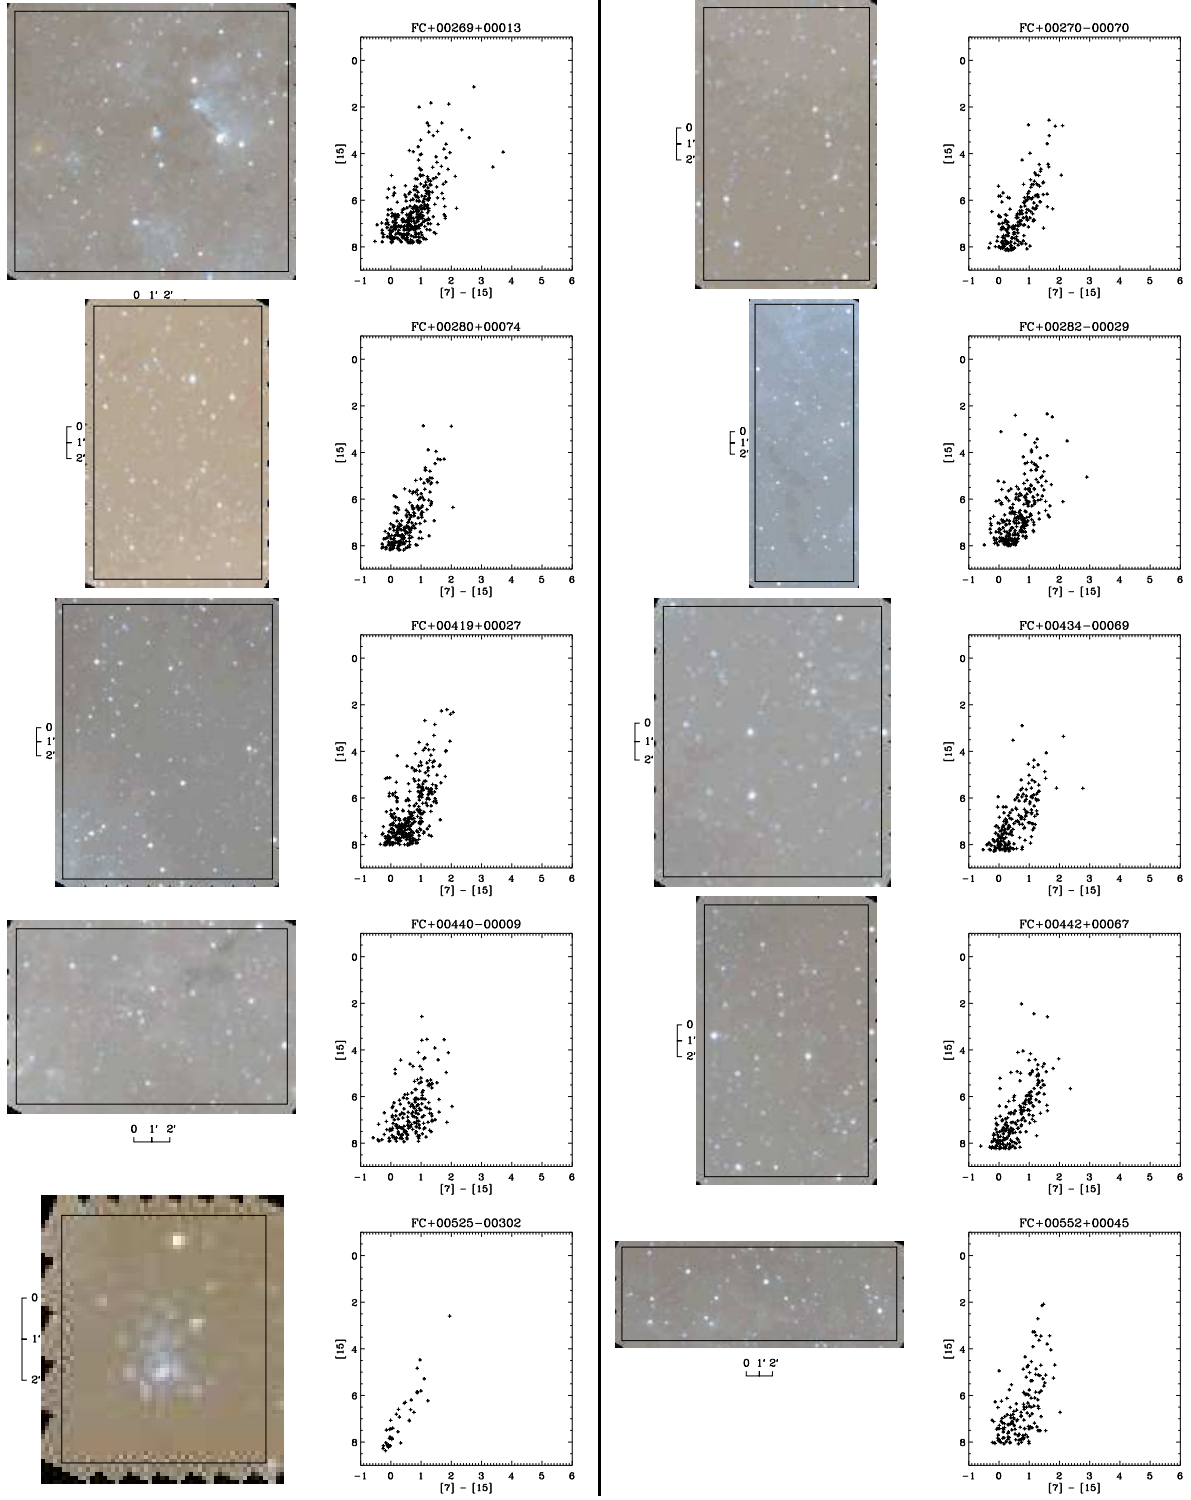 FC+00269+00013
0
2
4
6
8
[15]
-1 0 1 2 3 4 5 6
[7] - [15]
0 1' 2'
FC+00270-00070
0
1'
2'
0
2
4
6
8
[15]
-1 0 1 2 3 4 5 6
[7] - [15]
FC+00280+00074
0
1'
2'
0
2
4
6
8
[15]
-1 0 1 2 3 4 5 6
[7] - [15]
FC+00282-00029
0
1'
2'
0
2
4
6
8
[15]
-1 0 1 2 3 4 5 6
[7] - [15]
FC+00419+00027
0
1'
2'
0
2
4
6
8
[15]
-1 0 1 2 3 4 5 6
[7] - [15]
FC+00434-00069
0
1'
2'
0
2
4
6
8
[15]
-1 0 1 2 3 4 5 6
[7] - [15]
FC+00440-00009
0
2
4
6
8
[15]
-1 0 1 2 3 4 5 6
[7] - [15]
0 1' 2'
FC+00442+00067
0
1'
2'
0
2
4
6
8
[15]
-1 0 1 2 3 4 5 6
[7] - [15]
FC+00525-00302
0
1'
2'
0
2
4
6
8
[15]
-1 0 1 2 3 4 5 6
[7] - [15]
FC+00552+00045
0
2
4
6
8
[15]
-1 0 1 2 3 4 5 6
[7] - [15]
0 1' 2'